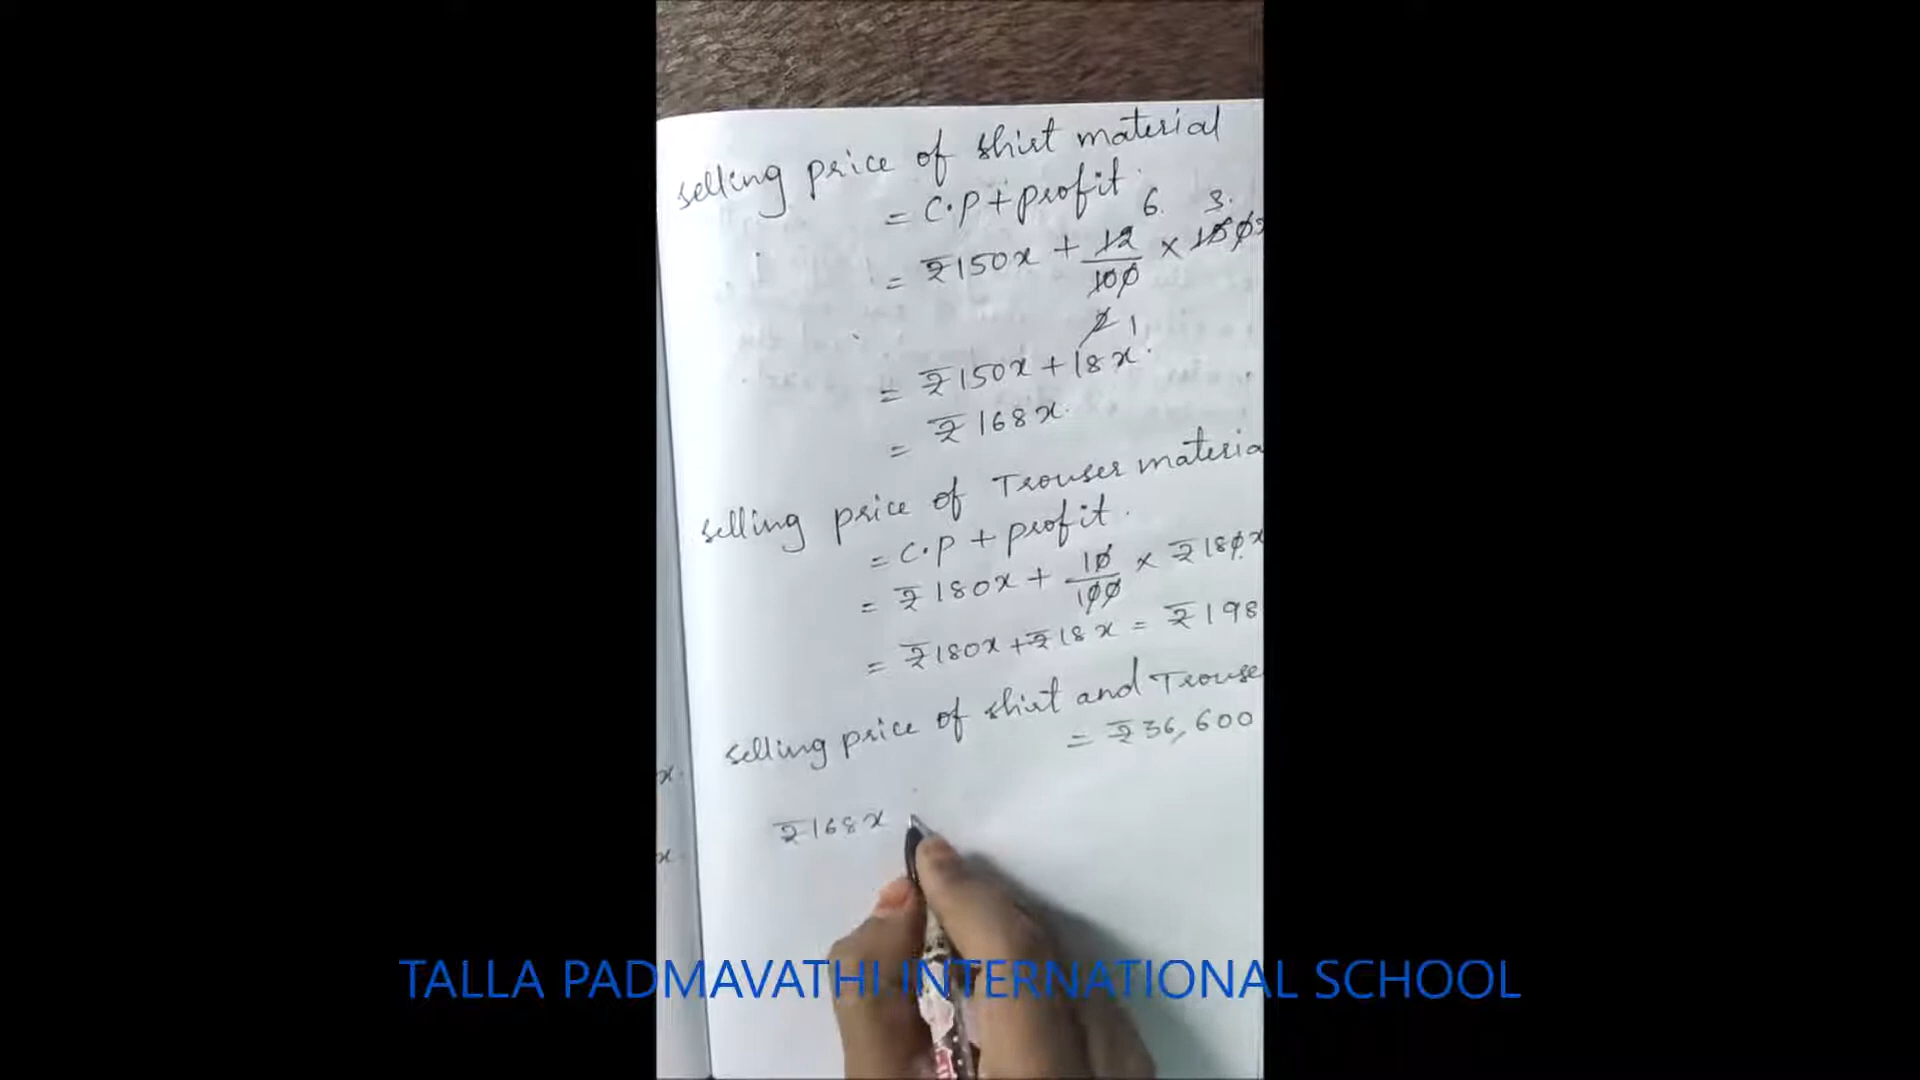 selling price of shirt material
= C.P + profit.
6. 3.
= ₹150x + 12/100 × 150x
2 1
= ₹150x + 18x.
= ₹168x.
selling price of Trouser materia
= C.P + profit.
= ₹180x + 10/100 × ₹180x
= ₹180x + ₹18x = ₹198
selling price of shirt and Trouse
= ₹36,600
x.
₹168x
x.
TALLA PADMAVATHI INTERNATIONAL SCHOOL